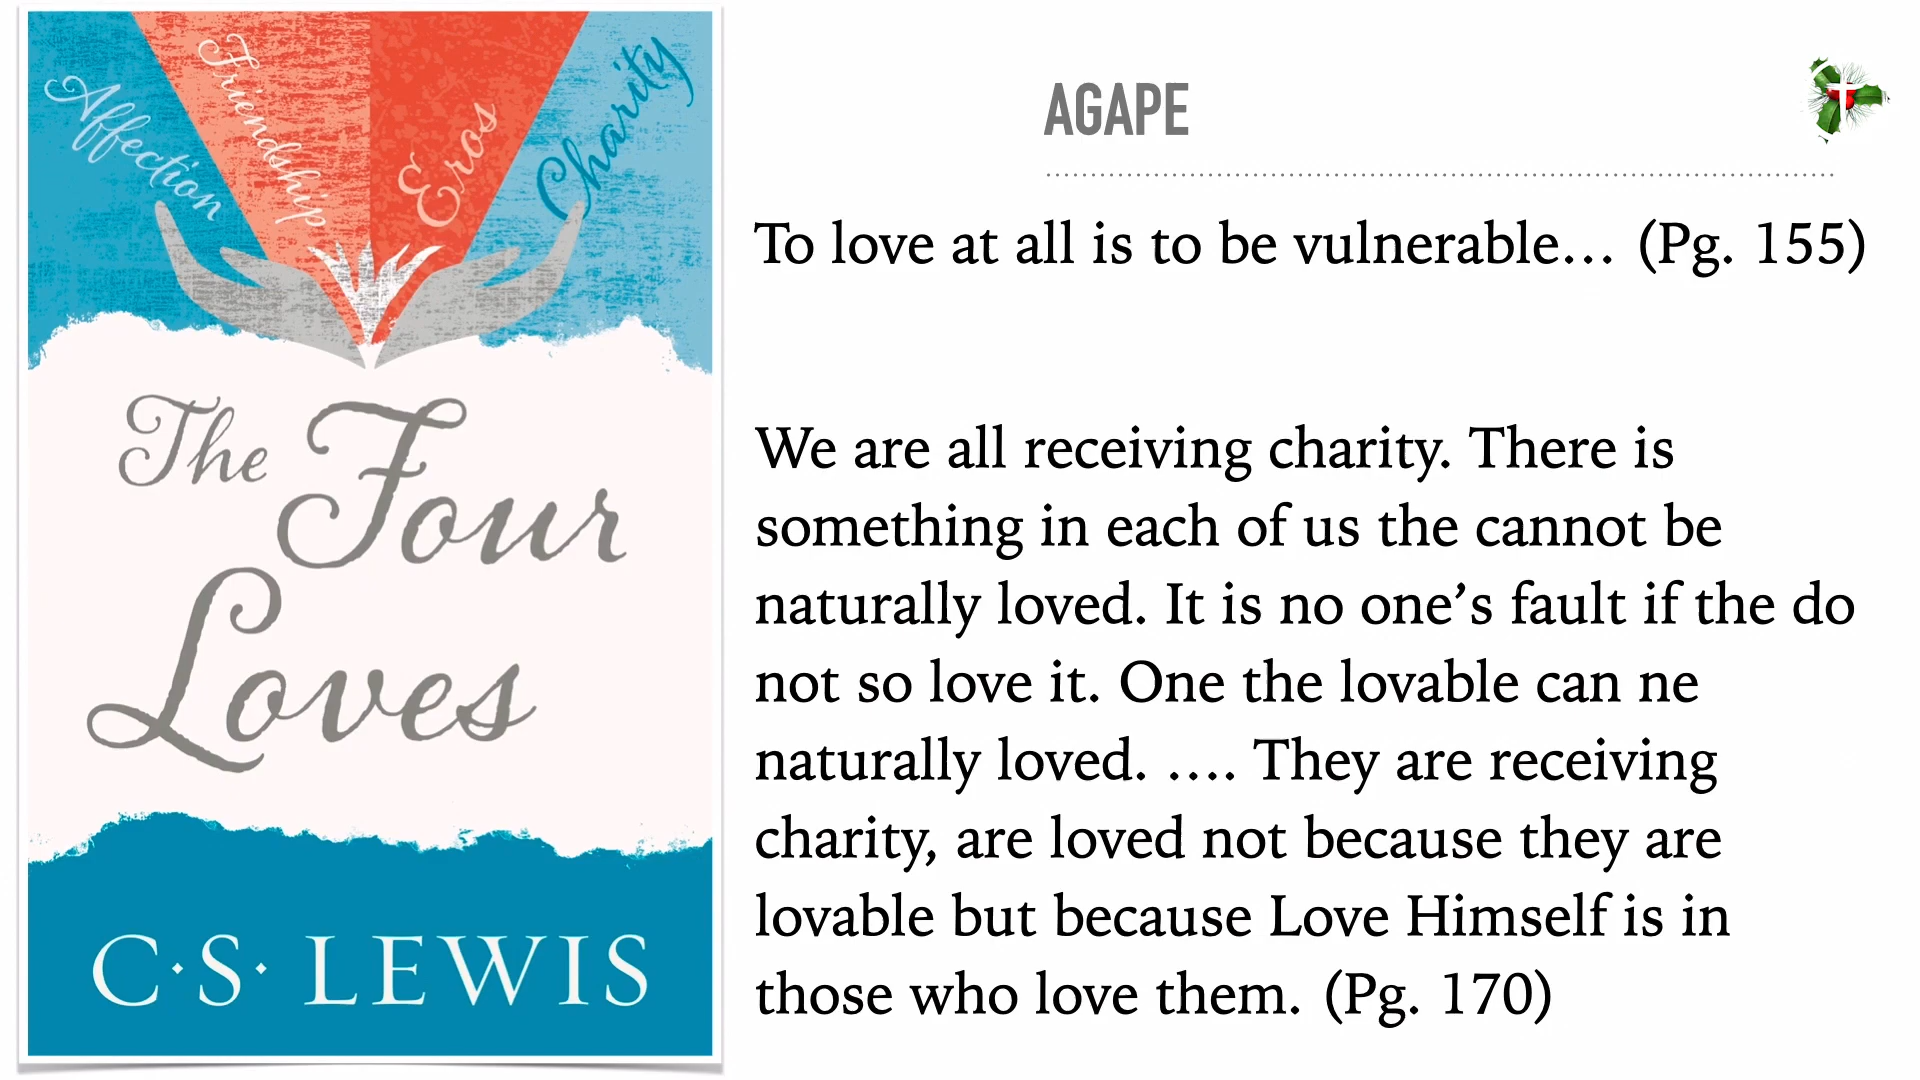 Affection
Friendship
Eros
Charity
The Four
Loves
C·S· LEWIS
AGAPE
To love at all is to be vulnerable… (Pg. 155)
We are all receiving charity. There is
something in each of us the cannot be
naturally loved. It is no one’s fault if the do
not so love it. One the lovable can ne
naturally loved. …. They are receiving
charity, are loved not because they are
lovable but because Love Himself is in
those who love them. (Pg. 170)